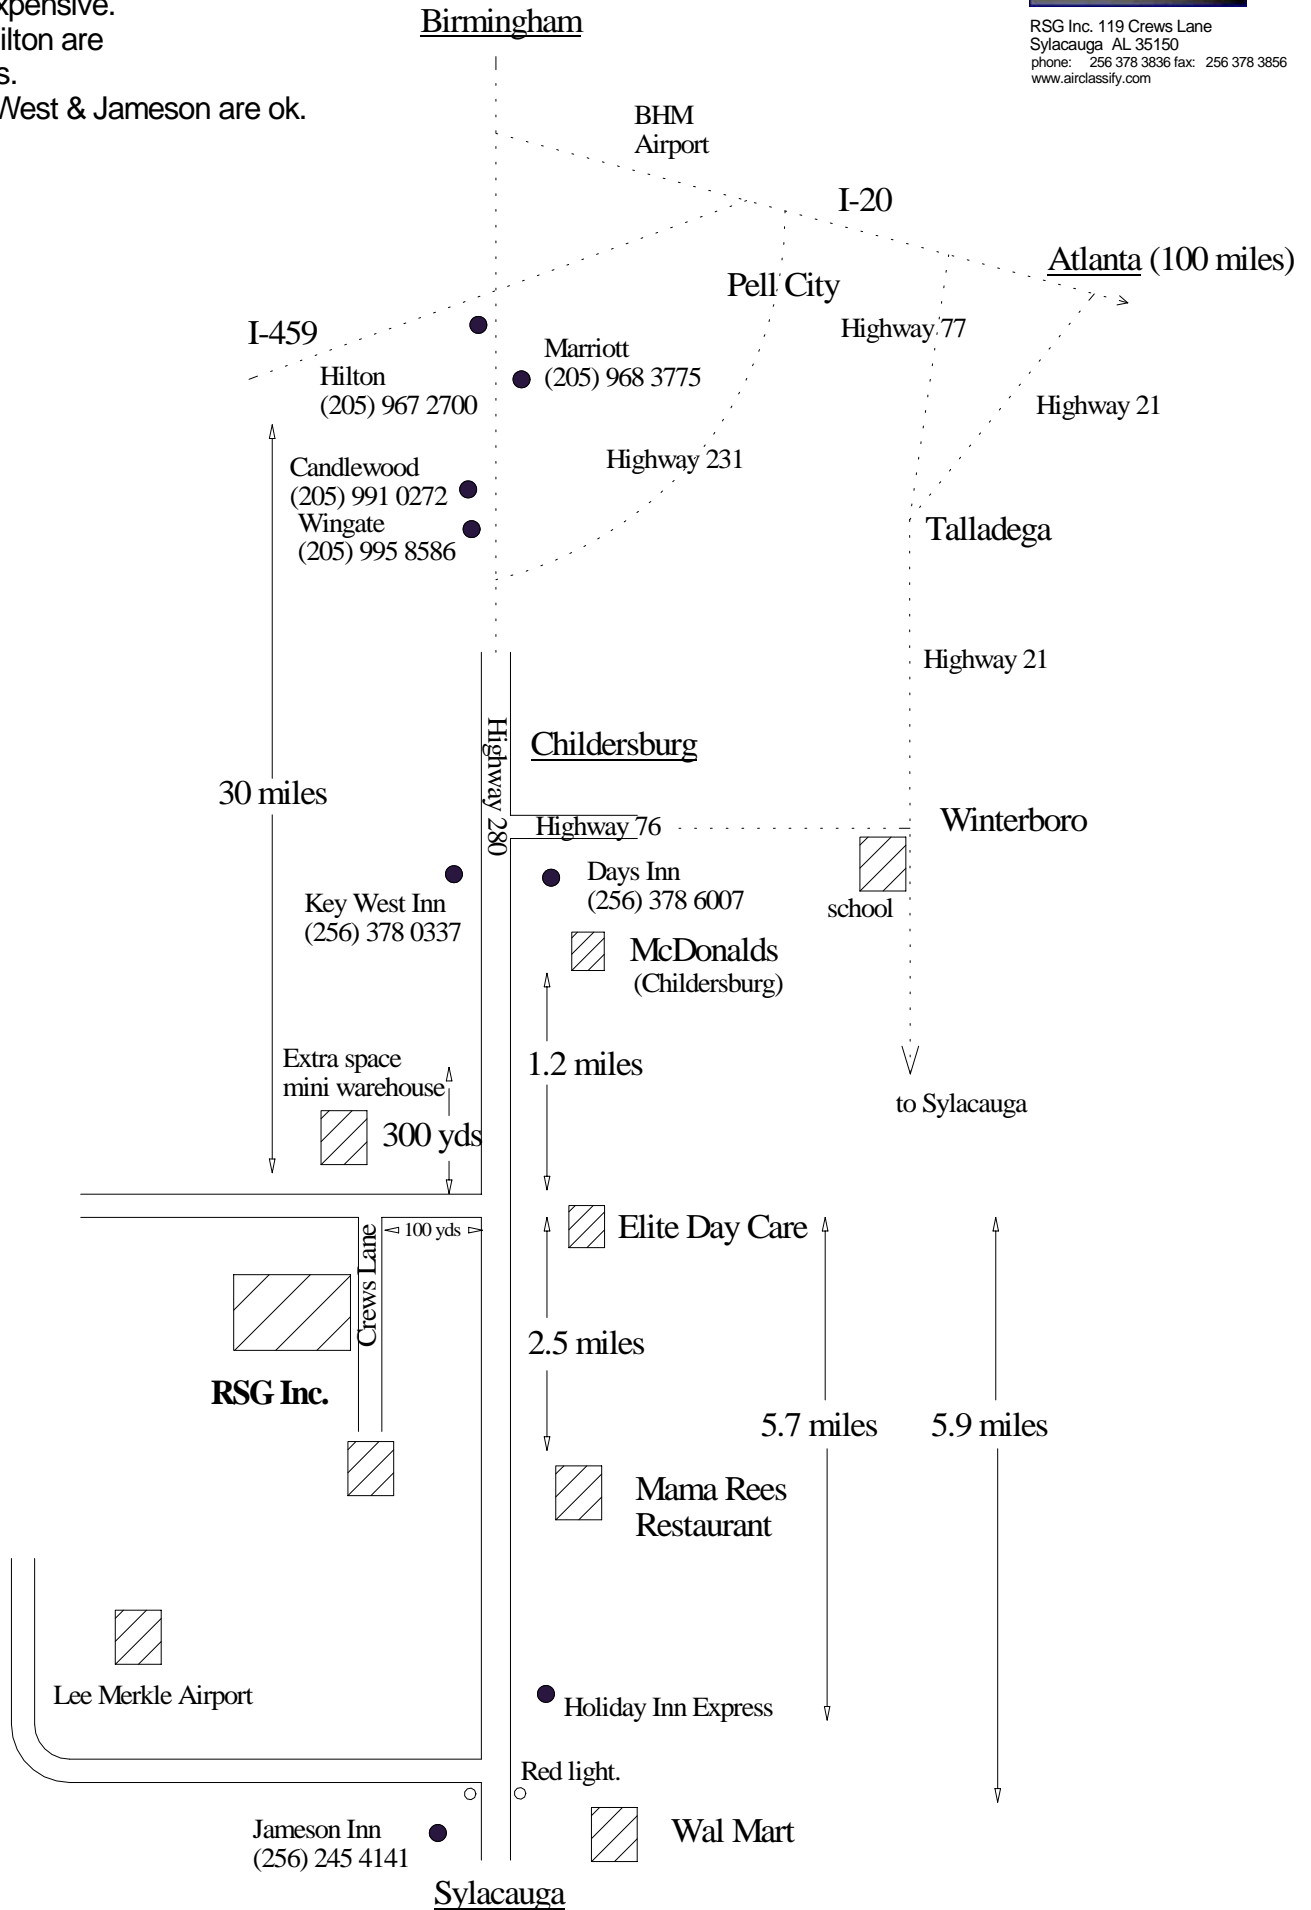 Birmingham
RSG Inc. 119 Crews Lane
Sylacauga AL 35150
phone: 256 378 3836 fax: 256 378 3856
www.airclassify.com
are
West & Jameson are ok.
BHM
Airport
I-20
Atlanta (100 miles)
Pell City
I-459
Highway 77
Marriott
(205) 968 3775
Hilton
(205) 967 2700
Highway 21
Highway 231
Candlewood
(205) 991 0272
Wingate
(205) 995 8586
Talladega
Highway 21
Highway 280
Childersburg
30 miles
Highway 76
Winterboro
Days Inn
(256) 378 6007
Key West Inn
(256) 378 0337
school
McDonalds
(Childersburg)
Extra space
mini warehouse
1.2 miles
to Sylacauga
300 yds
100 yds
Elite Day Care
Crews Lane
2.5 miles
RSG Inc.
5.7 miles
5.9 miles
Mama Rees
Restaurant
Lee Merkle Airport
Holiday Inn Express
Red light.
Jameson Inn
(256) 245 4141
Wal Mart
Sylacauga